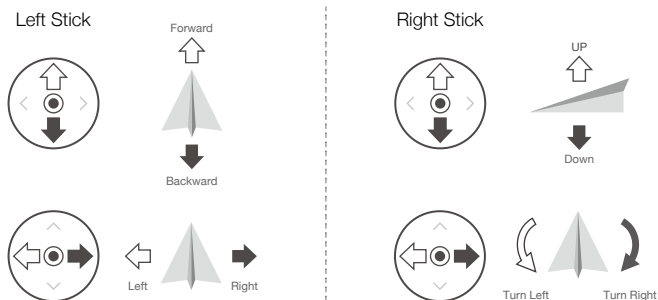 Left Stick
Forward
Backward
Left
Right
Right Stick
UP
Down
Turn Left
Turn Right